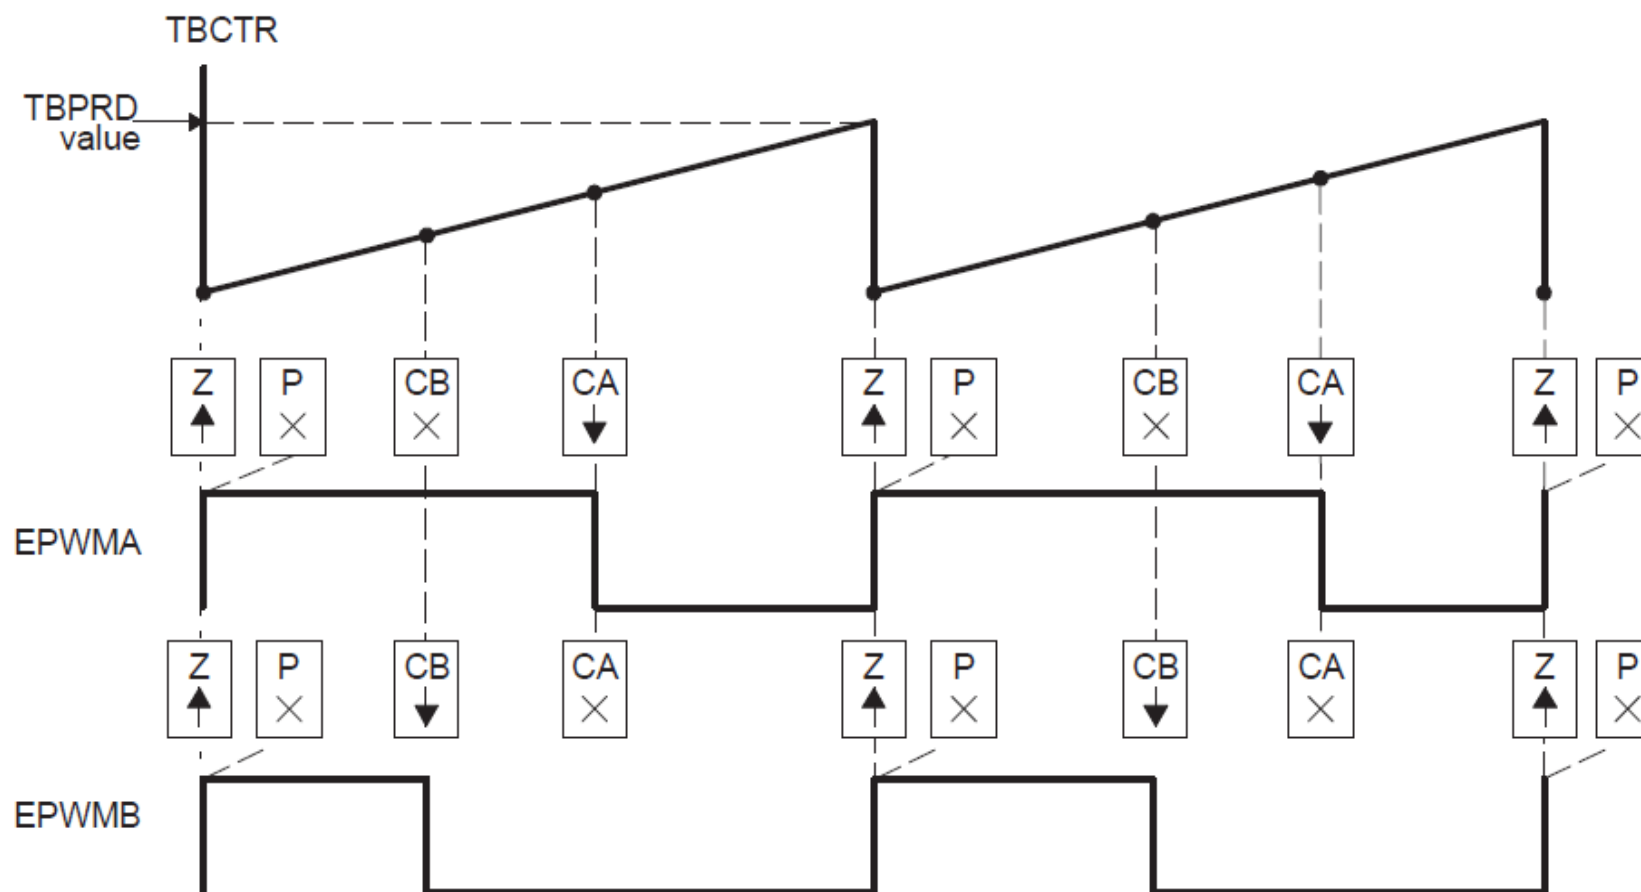 TBCTR
TBPRD
value
Z P CB CA Z P CB CA Z P
EPWMA
Z P CB CA Z P CB CA Z P
EPWMB